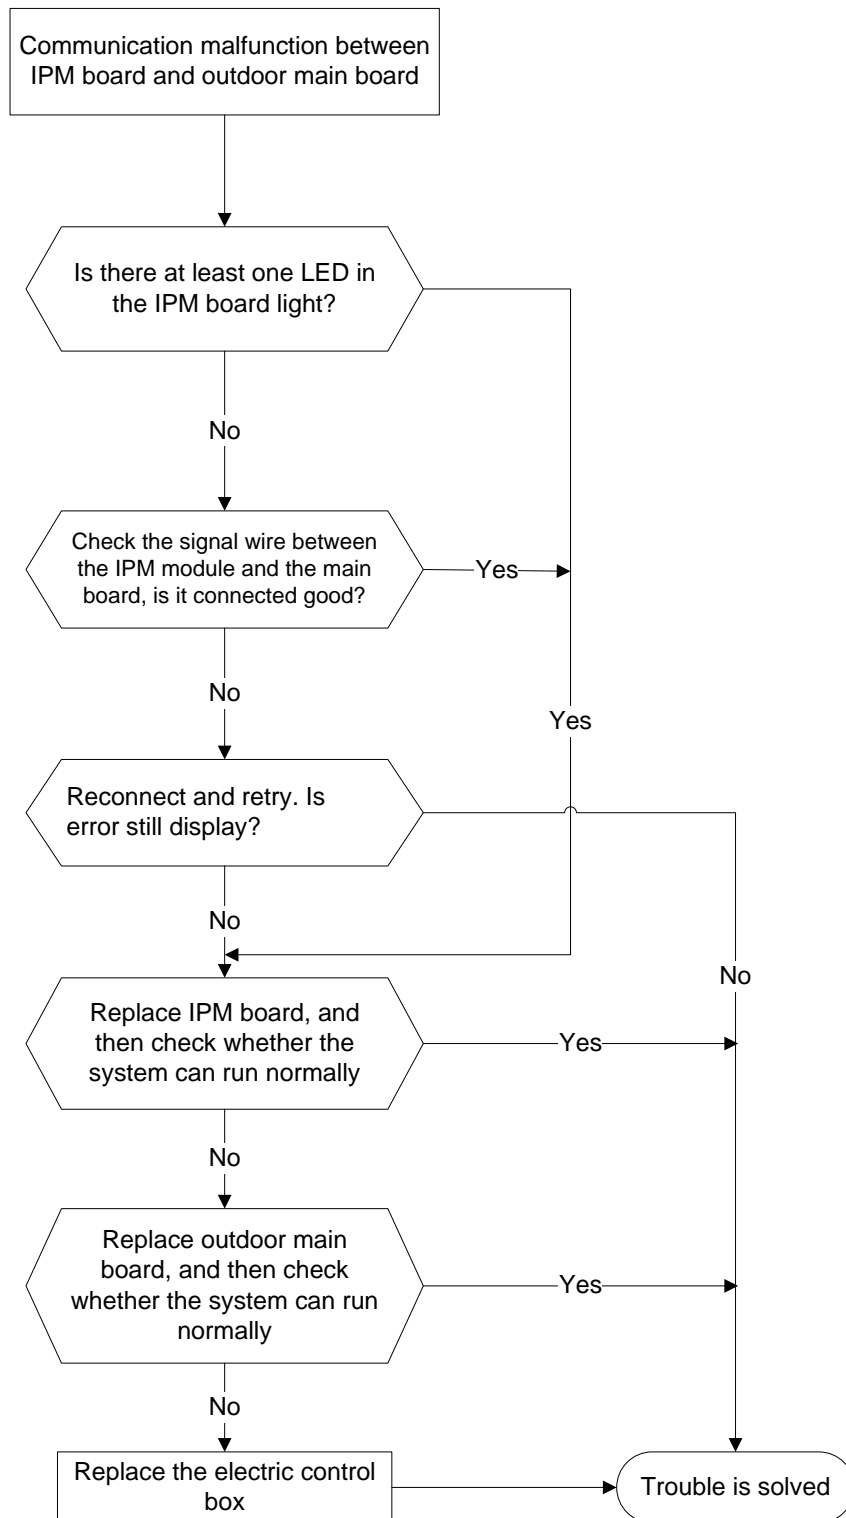 Communication malfunction between
IPM board and outdoor main board
Is there at least one LED in
the IPM board light?
No
Check the signal wire between
the IPM module and the main
board, is it connected good?
Yes
No
Yes
Reconnect and retry. Is
error still display?
No
No
Replace IPM board, and
then check whether the
system can run normally
Yes
No
Replace outdoor main
board, and then check
whether the system can run
normally
Yes
No
Replace the electric control
box
Trouble is solved